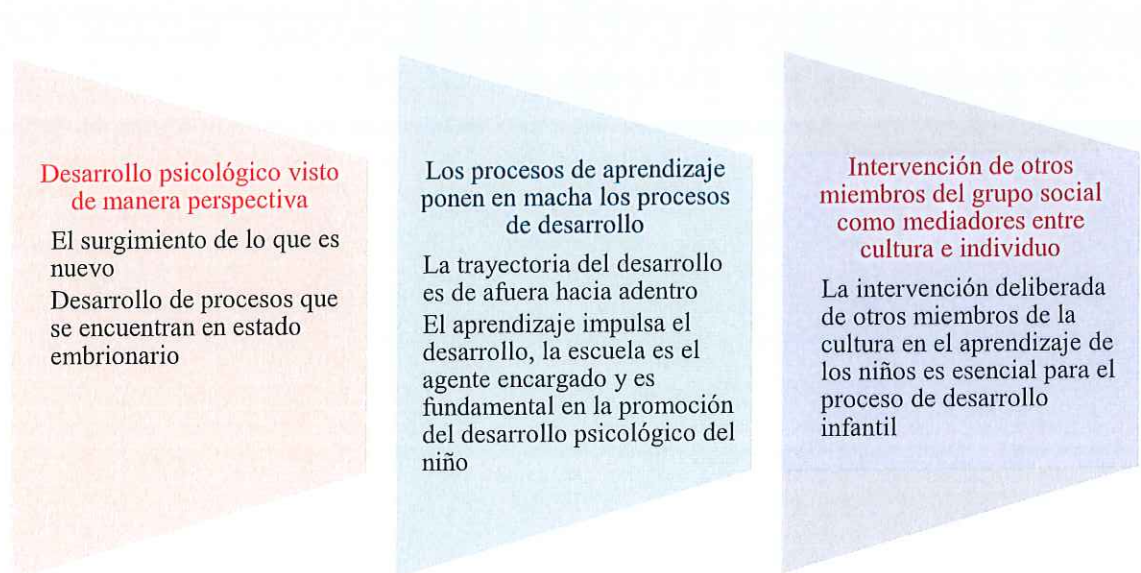 Desarrollo psicológico visto
de manera perspectiva
El surgimiento de lo que es
nuevo
Desarrollo de procesos que
se encuentran en estado
embrionario
Los procesos de aprendizaje
ponen en macha los procesos
de desarrollo
La trayectoria del desarrollo
es de afuera hacia adentro
El aprendizaje impulsa el
desarrollo, la escuela es el
agente encargado y es
fundamental en la promoción
del desarrollo psicológico del
niño
Intervención de otros
miembros del grupo social
como mediadores entre
cultura e individuo
La intervención deliberada
de otros miembros de la
cultura en el aprendizaje de
los niños es esencial para el
proceso de desarrollo
infantil